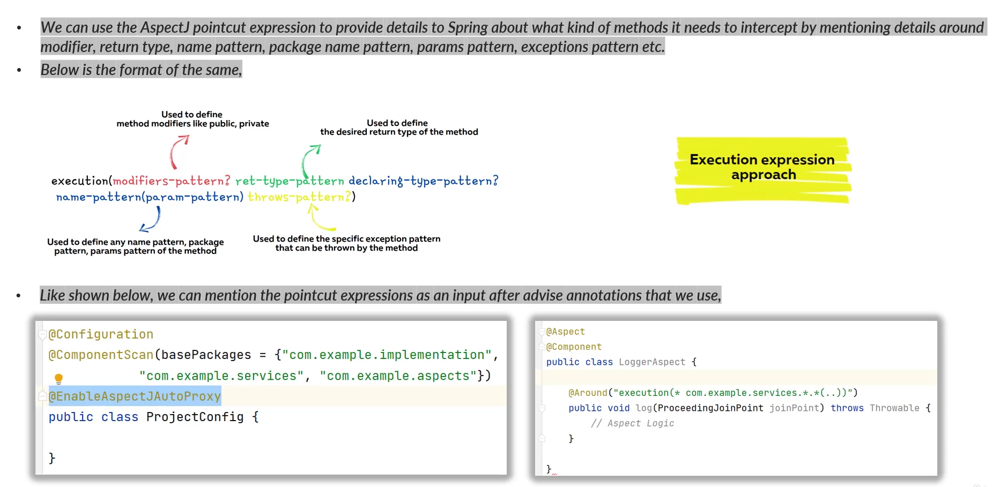 • We can use the AspectJ pointcut expression to provide details to Spring about what kind of methods it needs to intercept by mentioning details around
modifier, return type, name pattern, package name pattern, params pattern, exceptions pattern etc.
• Below is the format of the same,
Used to define
method modifiers like public, private
Used to define
the desired return type of the method
execution(modifiers-pattern? ret-type-pattern declaring-type-pattern?
name-pattern(param-pattern) throws-pattern?)
Used to define any name pattern, package
pattern, params pattern of the method
Used to define the specific exception pattern
that can be thrown by the method
Execution expression
approach
• Like shown below, we can mention the pointcut expressions as an input after advise annotations that we use,
@Configuration
@ComponentScan(basePackages = {"com.example.implementation",
"com.example.services", "com.example.aspects"})
@EnableAspectJAutoProxy
public class ProjectConfig {
}
@Aspect
@Component
public class LoggerAspect {
@Around("execution(* com.example.services.*.*(..))")
public void log(ProceedingJoinPoint joinPoint) throws Throwable {
// Aspect Logic
}
}